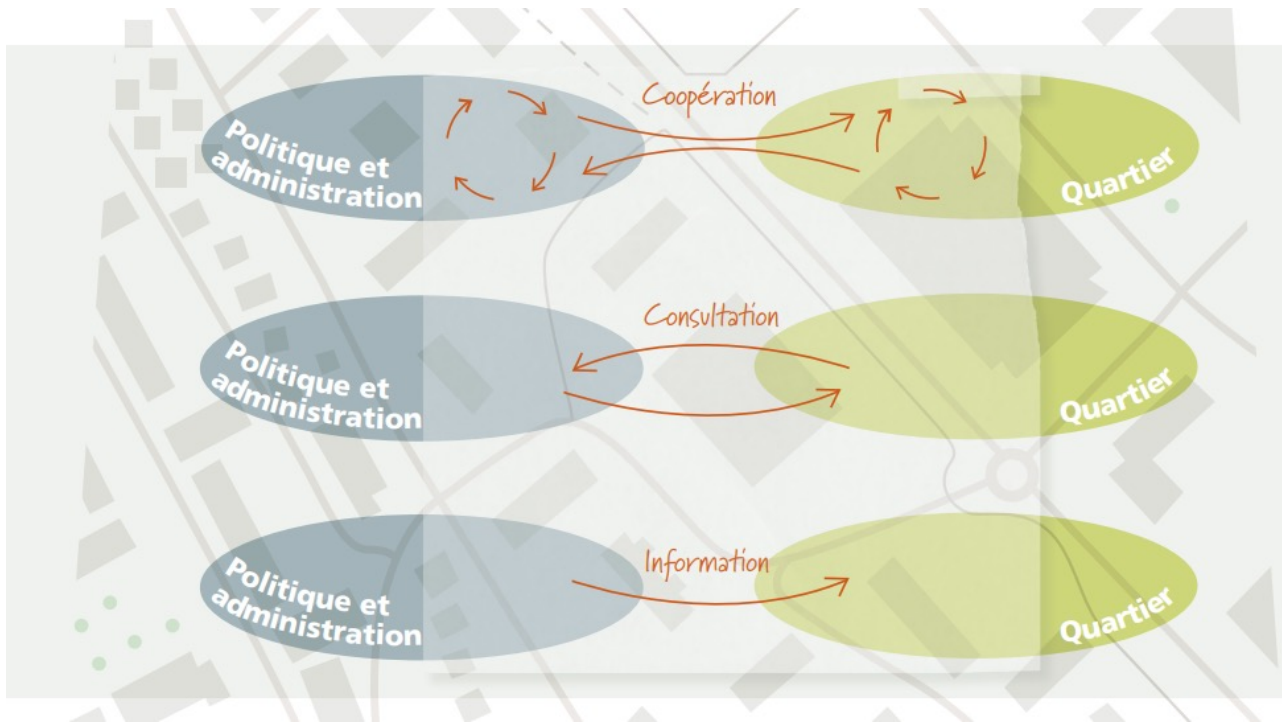 Coopération
Politique et
administration
Quartier
Consultation
Politique et
administration
Quartier
Information
Politique et
administration
Quartier